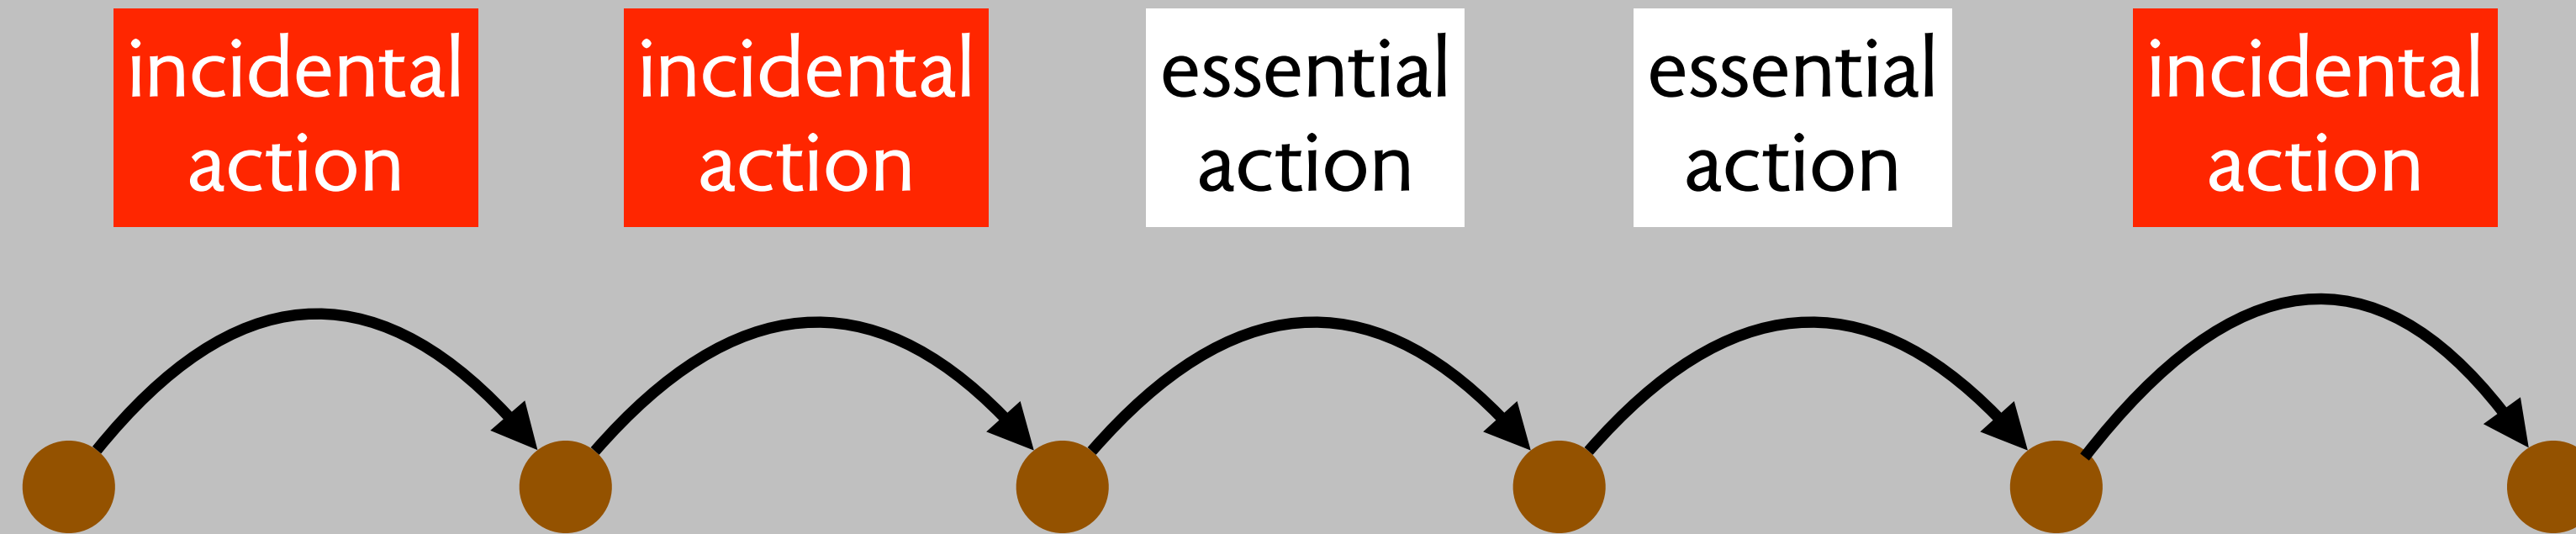 incidental
action
incidental
action
essential
action
essential
action
incidental
action